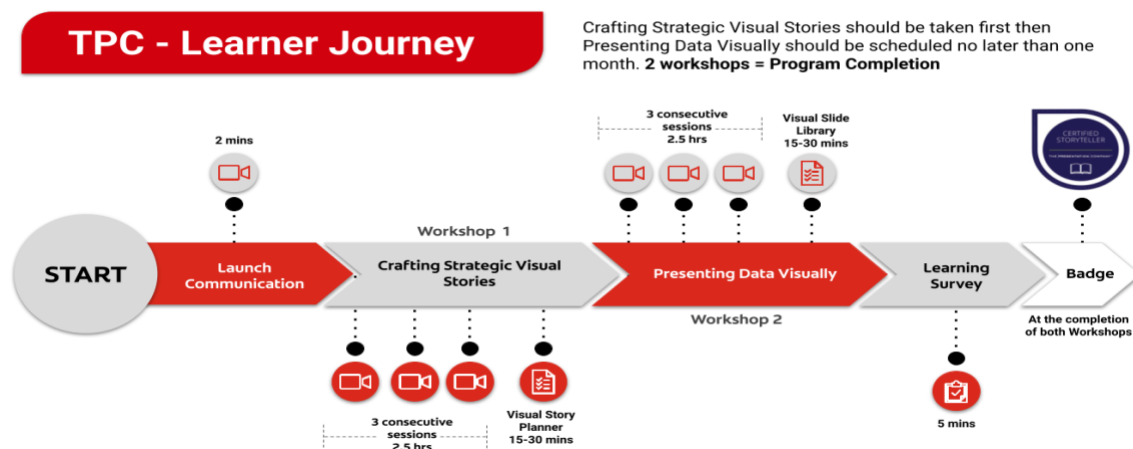 TPC - Learner Journey
Crafting Strategic Visual Stories should be taken first then
Presenting Data Visually should be scheduled no later than one
month. 2 workshops = Program Completion
2 mins
3 consecutive
sessions
2.5 hrs
Visual Slide
Library
15-30 mins
CERTIFIED
STORYTELLER
THE PRESENTATION COMPANY
Workshop 1
START
Launch
Communication
Crafting Strategic Visual
Stories
Presenting Data Visually
Learning
Survey
Badge
Workshop 2
At the completion
of both Workshops
3 consecutive
sessions
2.5 hrs
Visual Story
Planner
15-30 mins
5 mins